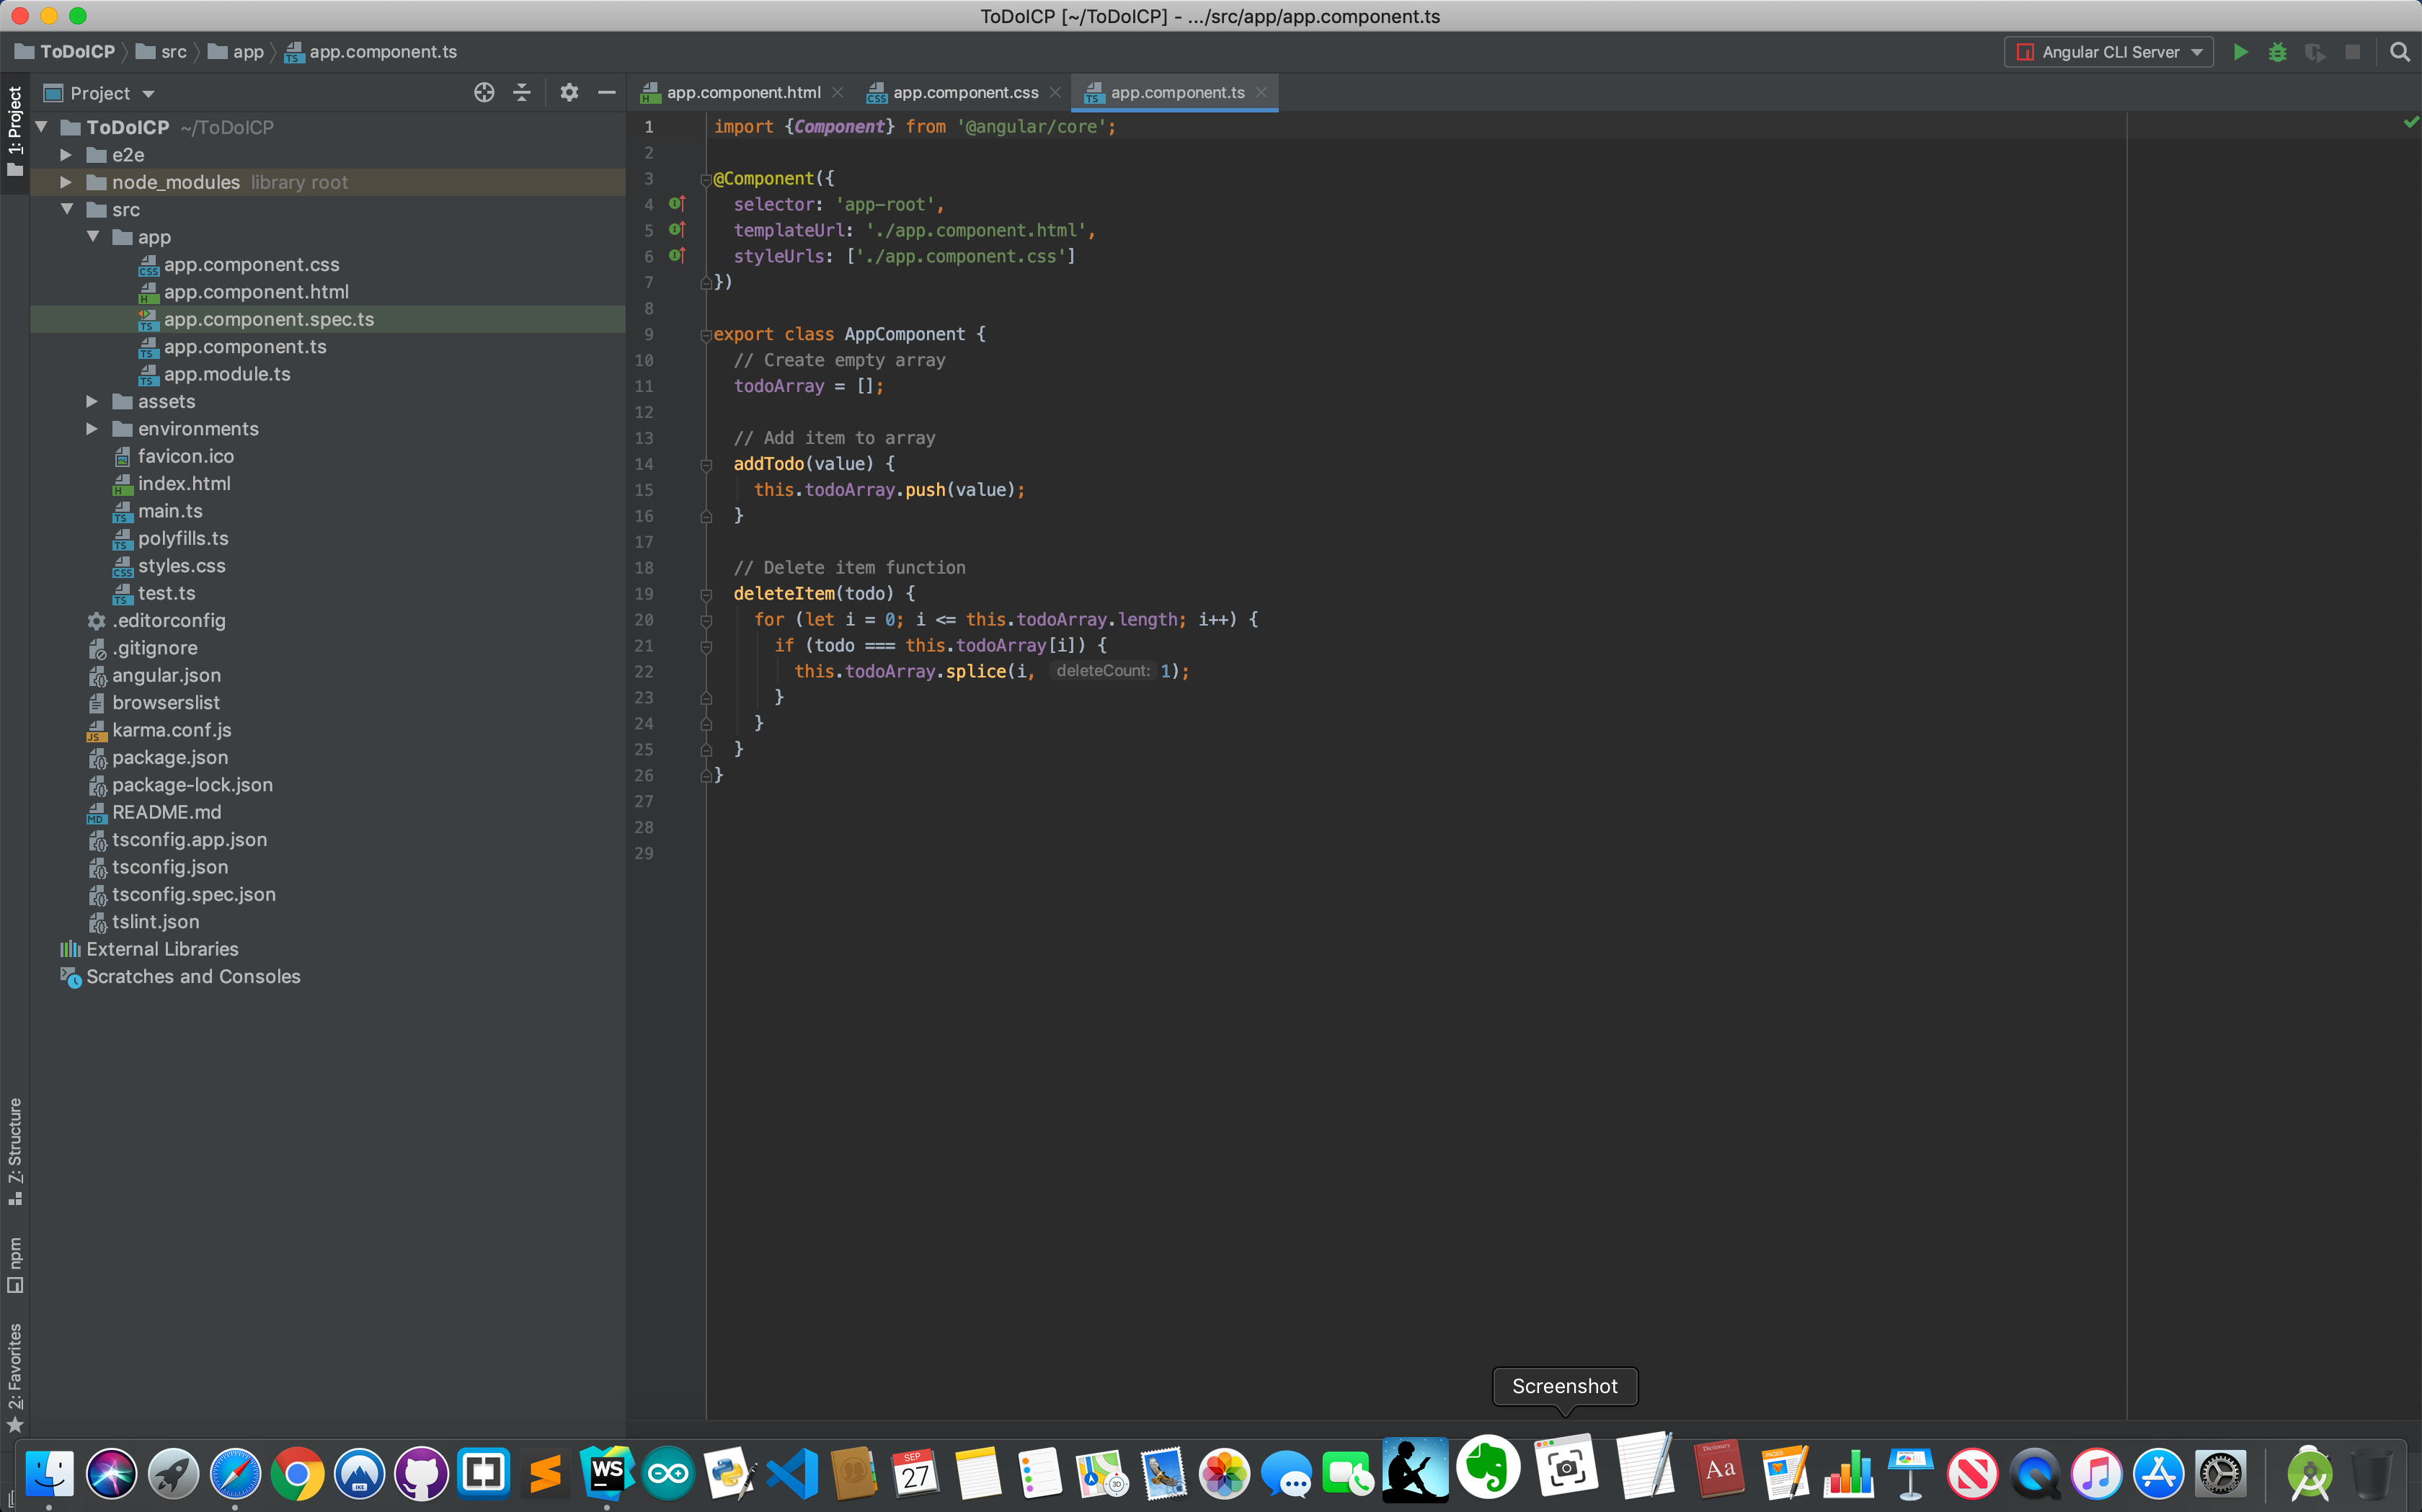 ToDoICP [~/ToDoICP] - .../src/app/app.component.ts
ToDoICP
src
app
app.component.ts
Angular CLI Server
1: Project
Project
app.component.html
app.component.css
app.component.ts
ToDoICP ~/ToDoICP
e2e
node_modules library root
src
app
app.component.css
app.component.html
app.component.spec.ts
app.component.ts
app.module.ts
assets
environments
favicon.ico
index.html
main.ts
polyfills.ts
styles.css
test.ts
.editorconfig
.gitignore
angular.json
browserslist
karma.conf.js
package.json
package-lock.json
README.md
tsconfig.app.json
tsconfig.json
tsconfig.spec.json
tslint.json
External Libraries
Scratches and Consoles
7: Structure
npm
2: Favorites
1 import {Component} from '@angular/core';
2
3 @Component({
4 selector: 'app-root',
5 templateUrl: './app.component.html',
6 styleUrls: ['./app.component.css']
7 })
8
9 export class AppComponent {
10 // Create empty array
11 todoArray = [];
12
13 // Add item to array
14 addTodo(value) {
15 this.todoArray.push(value);
16 }
17
18 // Delete item function
19 deleteItem(todo) {
20 for (let i = 0; i <= this.todoArray.length; i++) {
21 if (todo === this.todoArray[i]) {
22 this.todoArray.splice(i, deleteCount: 1);
23 }
24 }
25 }
26 }
27
28
29
Screenshot
IKE
WS
SEP
27
3D
Dictionary
Aa
PAGES